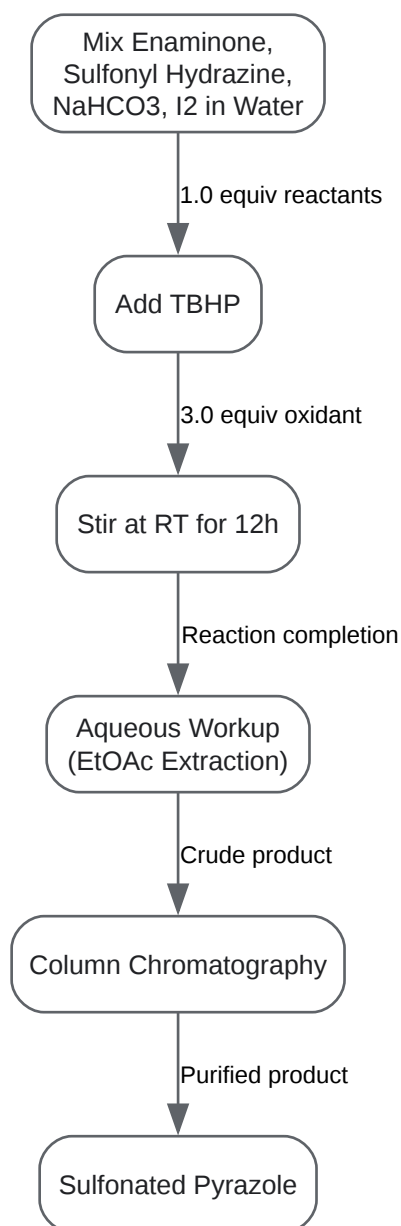 Mix Enaminone,
Sulfonyl Hydrazine,
NaHCO3, I2 in Water
1.0 equiv reactants
Add TBHP
3.0 equiv oxidant
Stir at RT for 12h
Reaction completion
Aqueous Workup
(EtOAc Extraction)
Crude product
Column Chromatography
Purified product
Sulfonated Pyrazole